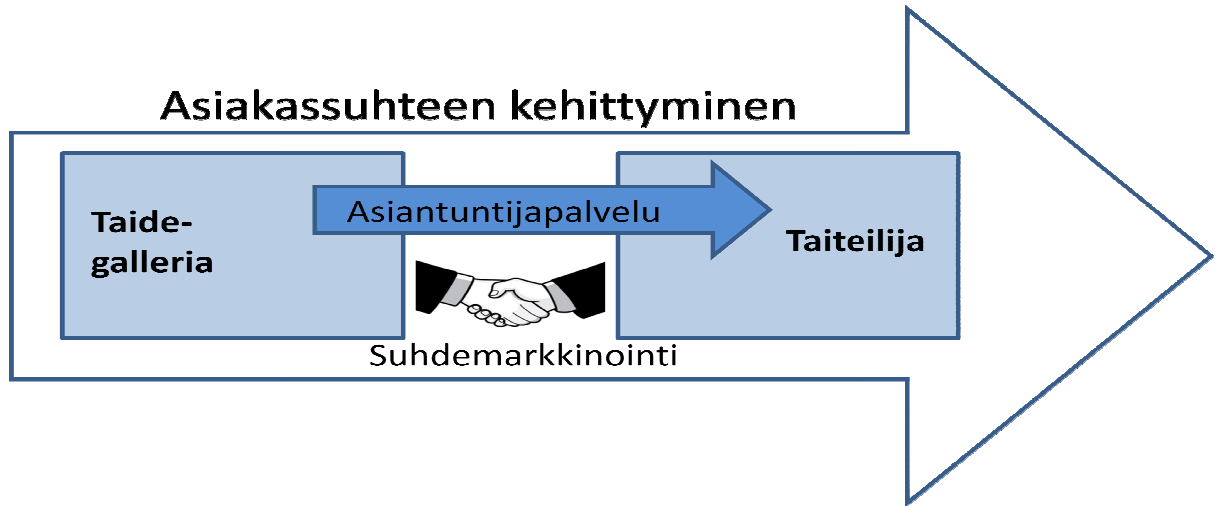 Asiakassuhteen kehittyminen
Taide-
galleria
Asiantuntijapalvelu
Taiteilija
Suhdemarkkinointi